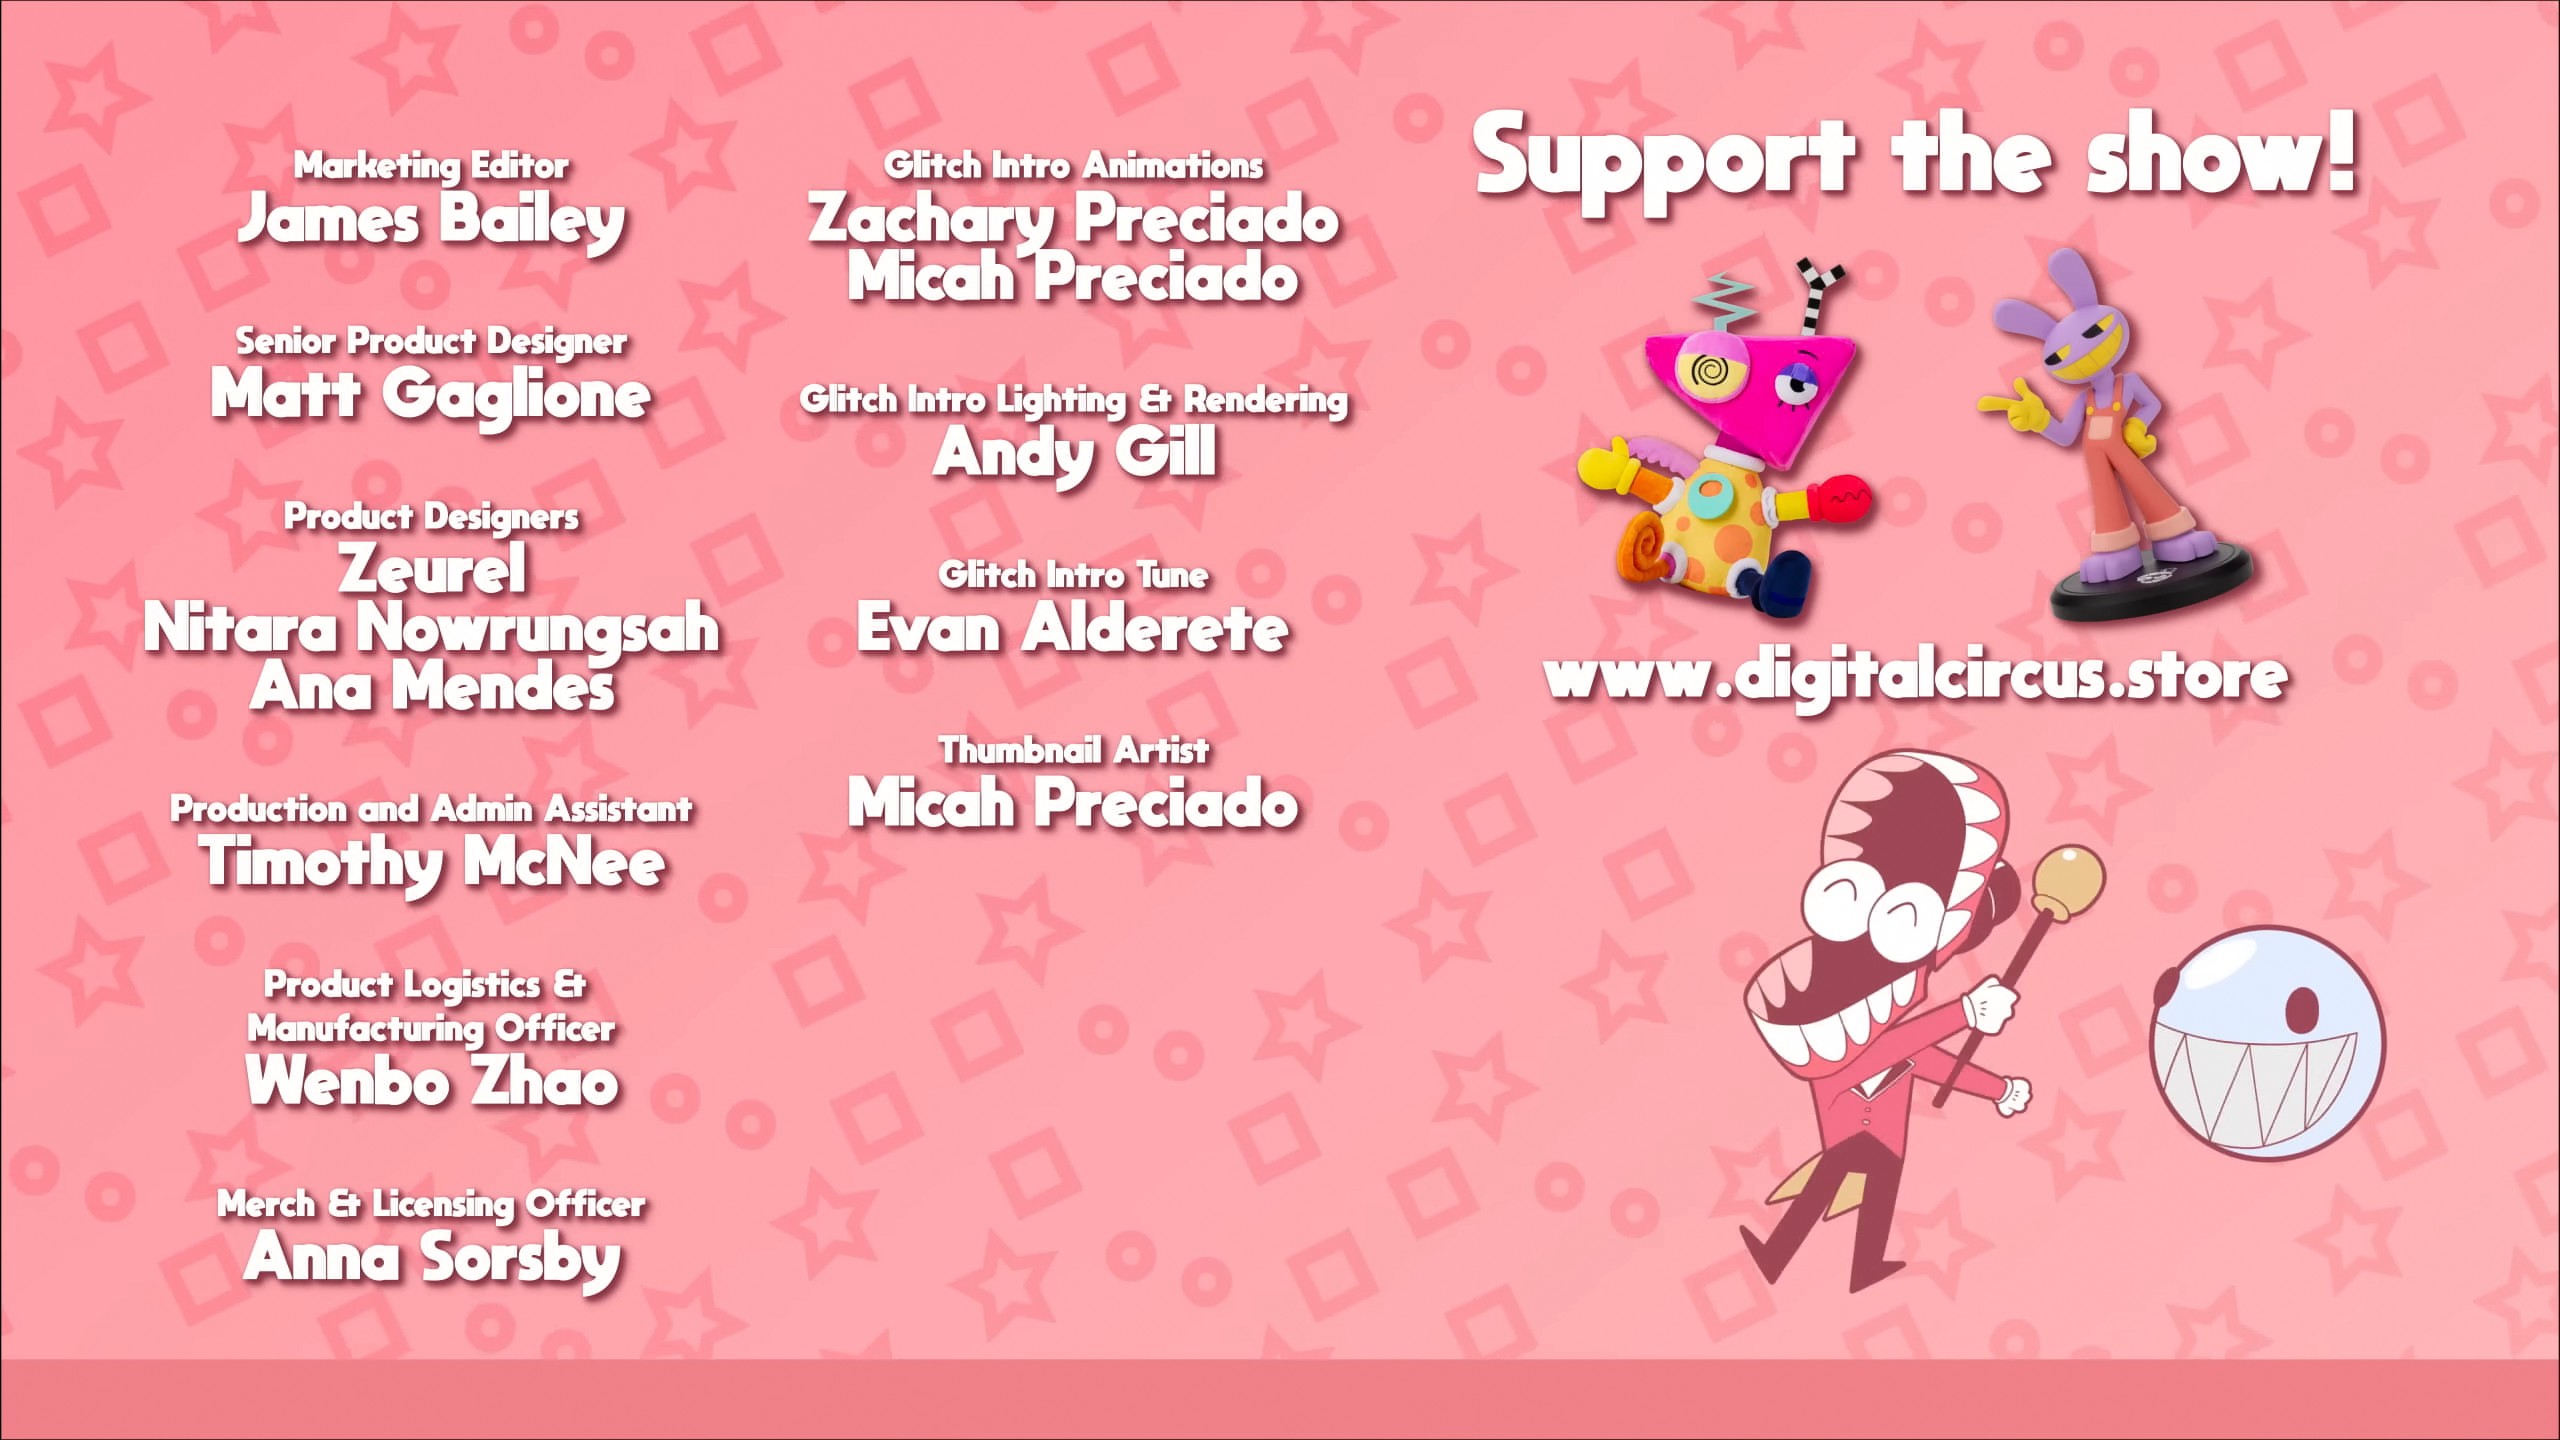 Marketing Editor
James Bailey
Senior Product Designer
Matt Gaglione
Product Designers
Zeurel
Nitara Nowrungsah
Ana Mendes
Production and Admin Assistant
Timothy McNee
Product Logistics &
Manufacturing Officer
Wenbo Zhao
Merch & Licensing Officer
Anna Sorsby
Glitch Intro Animations
Zachary Preciado
Micah Preciado
Glitch Intro Lighting & Rendering
Andy Gill
Glitch Intro Tune
Evan Alderete
Thumbnail Artist
Micah Preciado
Support the show!
www.digitalcircus.store